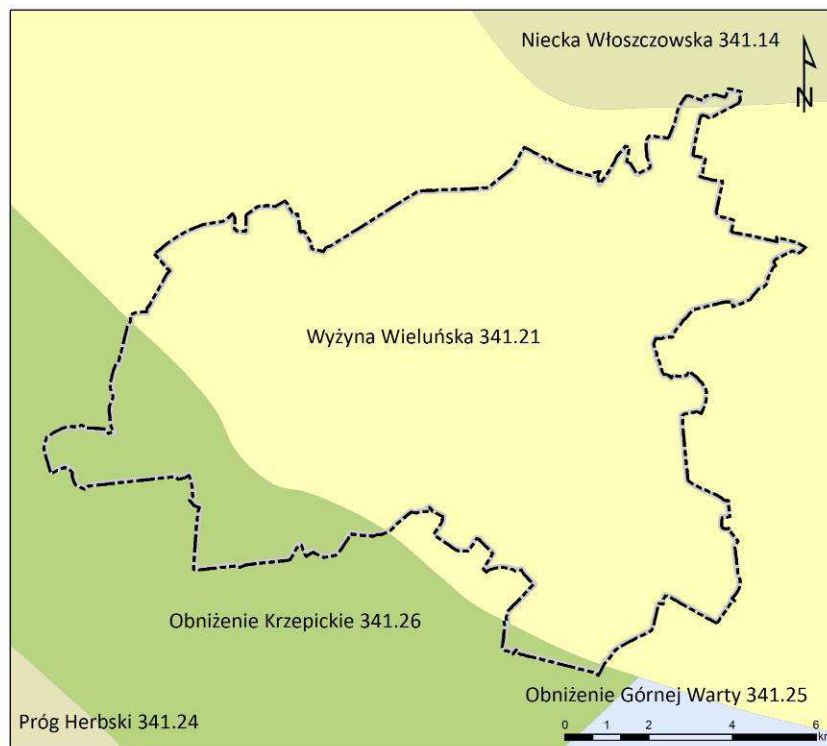 Niecka Włoszczowska 341.14
N
Wyżyna Wieluńska 341.21
Obniżenie Krzepickie 341.26
Obniżenie Górnej Warty 341.25
Próg Herbski 341.24
0 1 2 4 6
km